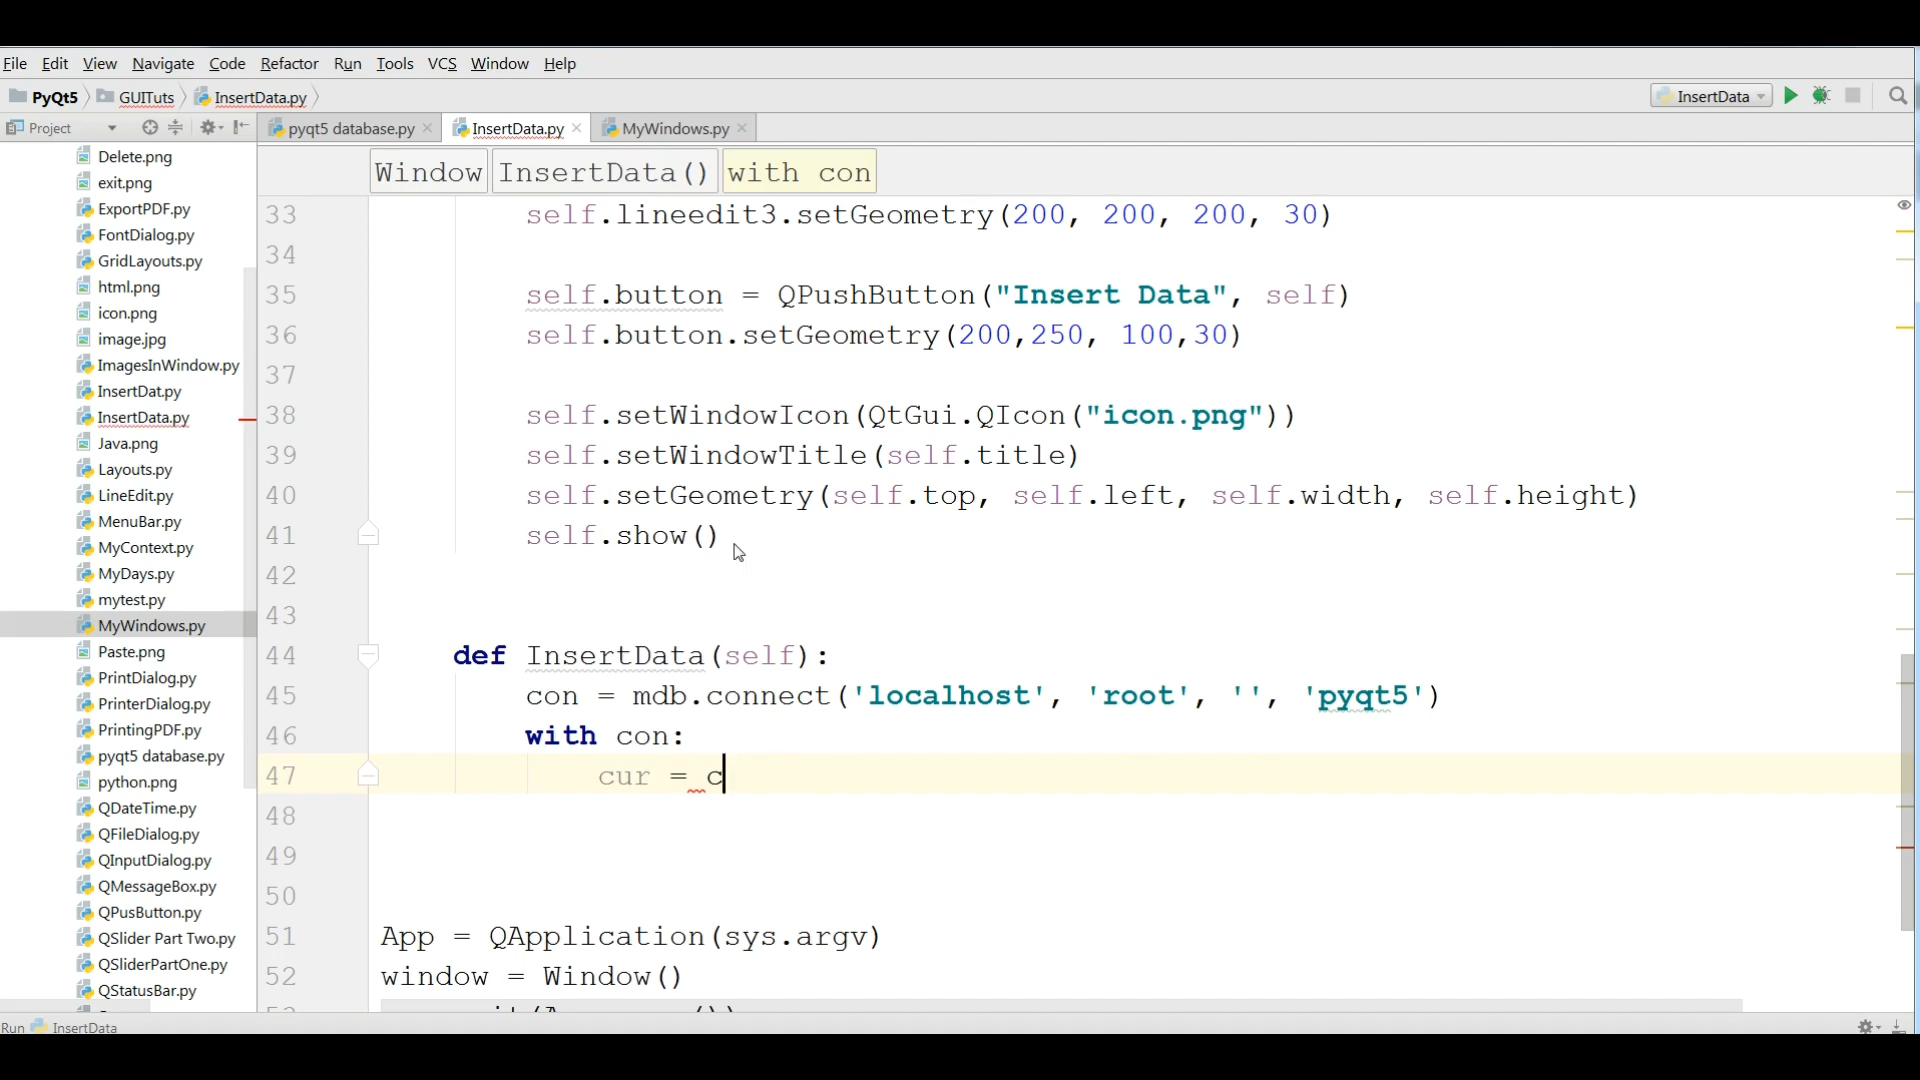 File Edit View Navigate Code Refactor Run Tools VCS Window Help
PyQt5 GUITuts InsertData.py InsertData
Project pyqt5 database.py InsertData.py MyWindows.py
Window InsertData() with con
Delete.png
exit.png
ExportPDF.py
FontDialog.py
GridLayouts.py
html.png
icon.png
image.jpg
ImagesInWindow.py
InsertDat.py
InsertData.py
Java.png
Layouts.py
LineEdit.py
MenuBar.py
MyContext.py
MyDays.py
mytest.py
MyWindows.py
Paste.png
PrintDialog.py
PrinterDialog.py
PrintingPDF.py
pyqt5 database.py
python.png
QDateTime.py
QFileDialog.py
QInputDialog.py
QMessageBox.py
QPusButton.py
QSlider Part Two.py
QSliderPartOne.py
QStatusBar.py
33 self.lineedit3.setGeometry(200, 200, 200, 30)
34
35 self.button = QPushButton("Insert Data", self)
36 self.button.setGeometry(200,250, 100,30)
37
38 self.setWindowIcon(QtGui.QIcon("icon.png"))
39 self.setWindowTitle(self.title)
40 self.setGeometry(self.top, self.left, self.width, self.height)
41 self.show()
42
43
44 def InsertData(self):
45 con = mdb.connect('localhost', 'root', '', 'pyqt5')
46 with con:
47 cur = c
48
49
50
51 App = QApplication(sys.argv)
52 window = Window()
Run InsertData